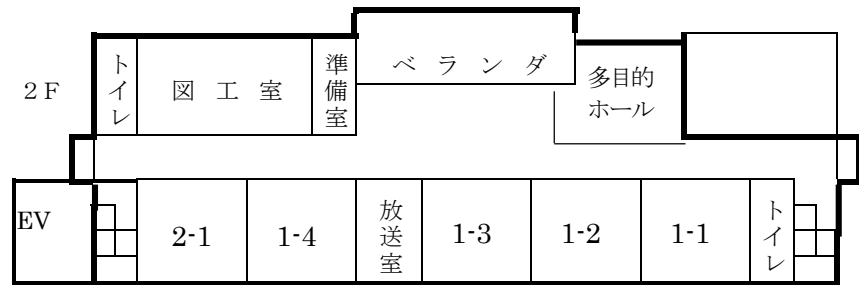 ２Ｆ
トイレ
図 工 室
準備室
ベ ラ ン ダ
多目的
ホール
EV
2-1
1-4
放送室
1-3
1-2
1-1
トイレ